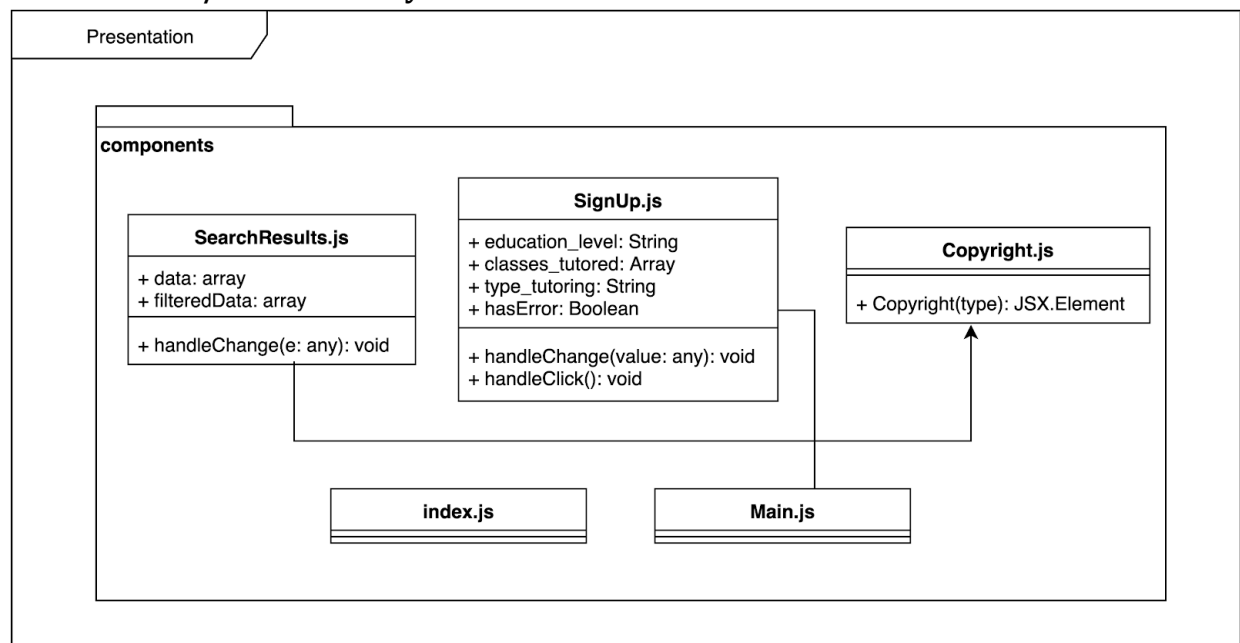 Presentation
components
SearchResults.js
+ data: array
+ filteredData: array
+ handleChange(e: any): void
SignUp.js
+ education_level: String
+ classes_tutored: Array
+ type_tutoring: String
+ hasError: Boolean
+ handleChange(value: any): void
+ handleClick(): void
Copyright.js
+ Copyright(type): JSX.Element
index.js
Main.js